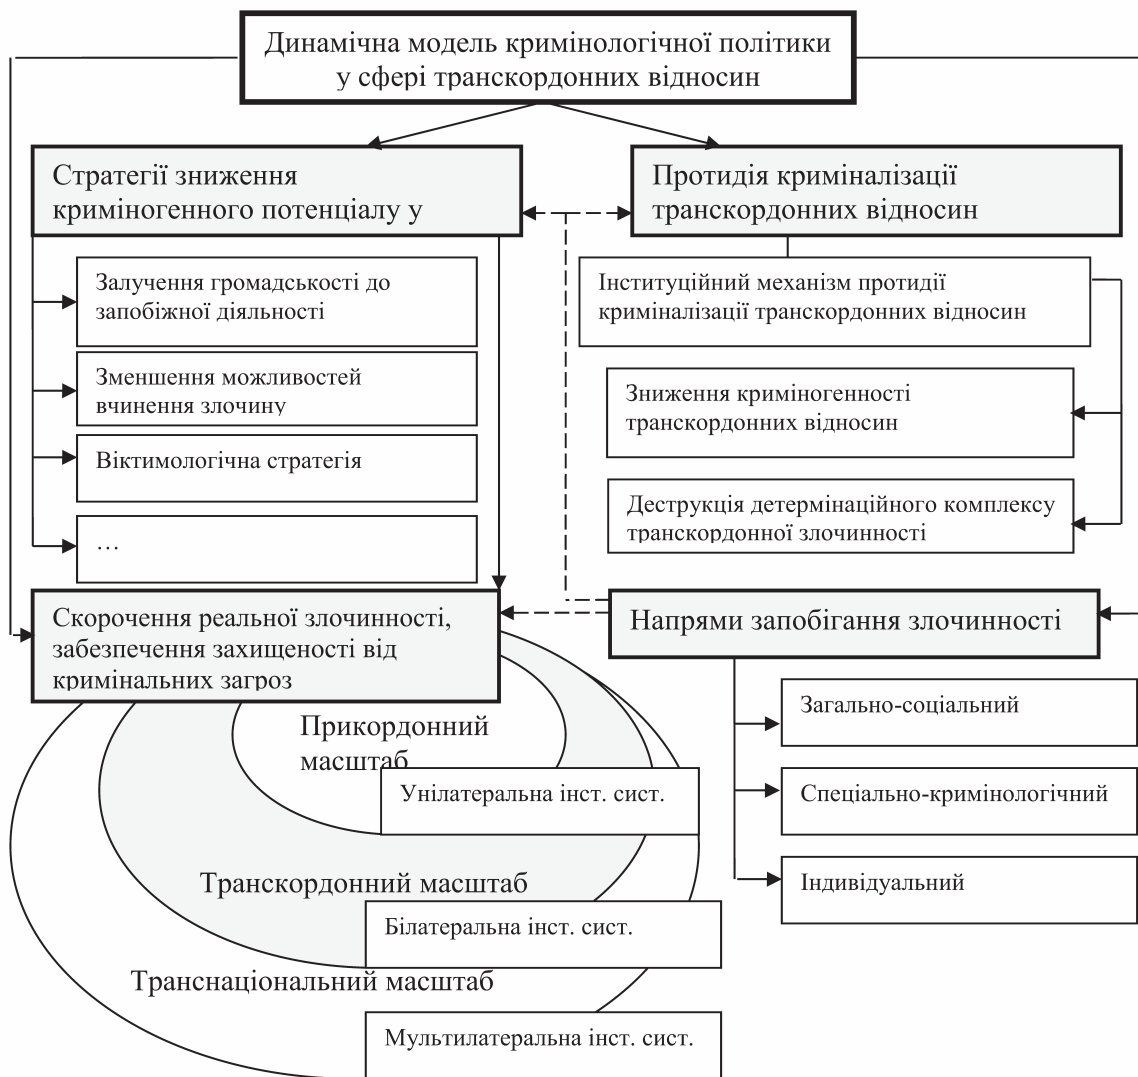 Динамічна модель кримінологічної політики
у сфері транскордонних відносин
Стратегії зниження
криміногенного потенціалу у
Протидія криміналізації
транскордонних відносин
Залучення громадськості до
запобіжної діяльності
Зменшення можливостей
вчинення злочину
Віктимологічна стратегія
…
Інституційний механізм протидії
криміналізації транскордонних відносин
Зниження криміногенності
транскордонних відносин
Деструкція детермінаційного комплексу
транскордонної злочинності
Скорочення реальної злочинності,
забезпечення захищеності від
кримінальних загроз
Напрями запобігання злочинності
Загально-соціальний
Спеціально-кримінологічний
Індивідуальний
Прикордонний
масштаб
Унілатеральна інст. сист.
Транскордонний масштаб
Білатеральна інст. сист.
Транснаціональний масштаб
Мультилатеральна інст. сист.